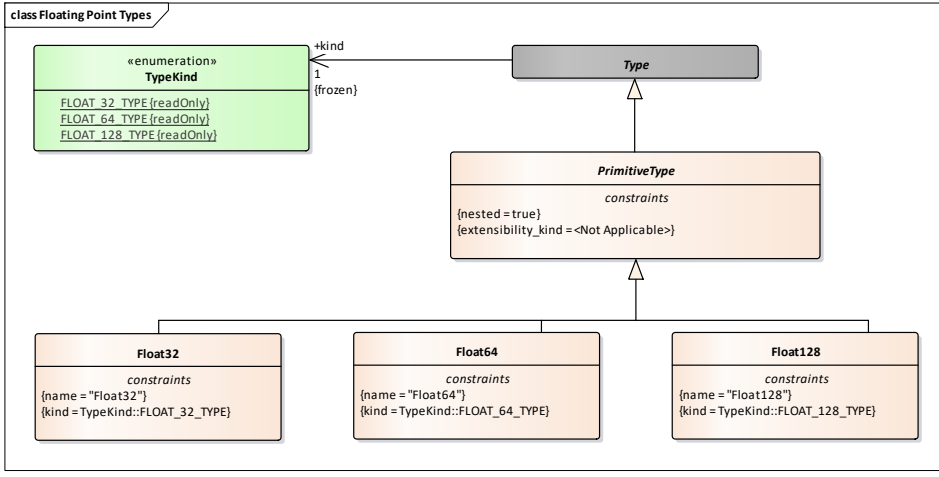 class Floating Point Types
«enumeration»
TypeKind
FLOAT_32_TYPE {readOnly}
FLOAT_64_TYPE {readOnly}
FLOAT_128_TYPE {readOnly}
+kind
1
{frozen}
Type
PrimitiveType
constraints
{nested = true}
{extensibility_kind = <Not Applicable>}
Float32
constraints
{name = "Float32"}
{kind = TypeKind::FLOAT_32_TYPE}
Float64
constraints
{name = "Float64"}
{kind = TypeKind::FLOAT_64_TYPE}
Float128
constraints
{name = "Float128"}
{kind = TypeKind::FLOAT_128_TYPE}